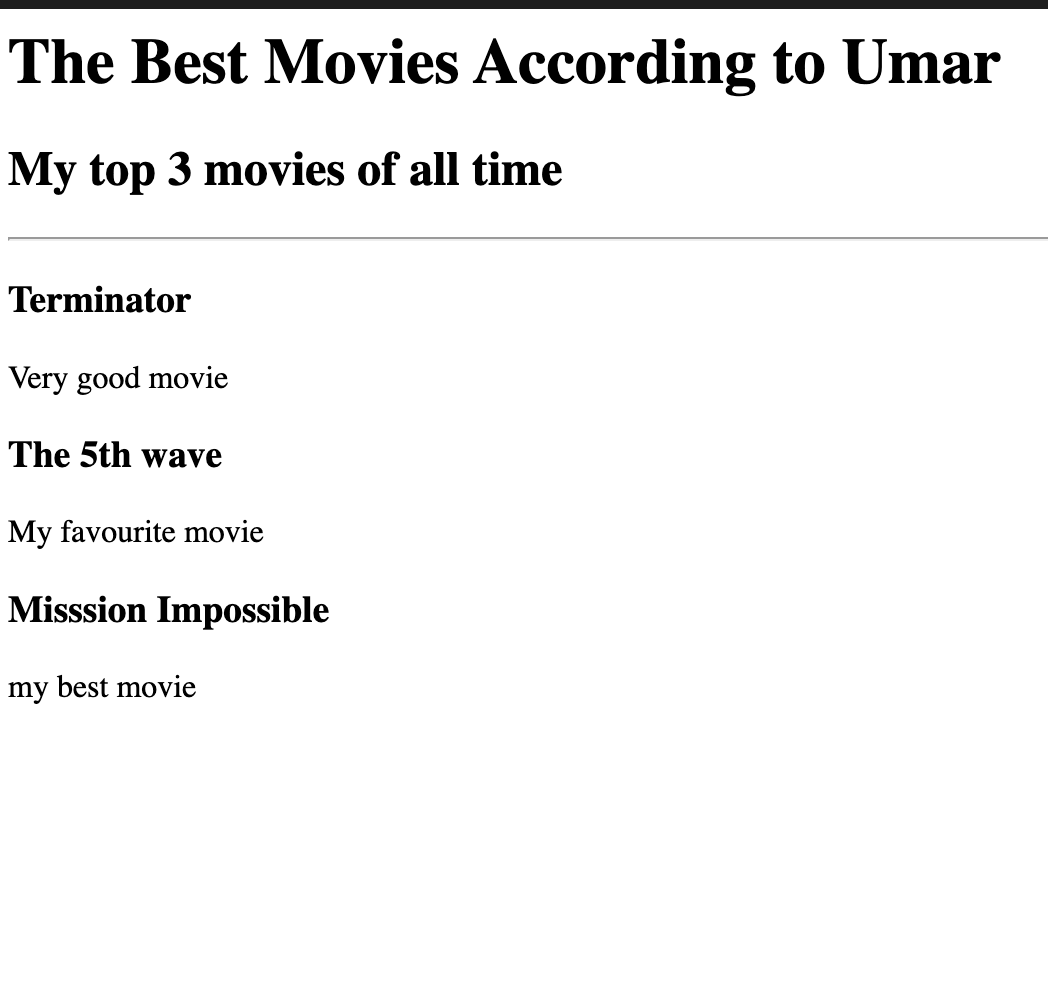 The Best Movies According to Umar
My top 3 movies of all time
Terminator
Very good movie
The 5th wave
My favourite movie
Misssion Impossible
my best movie